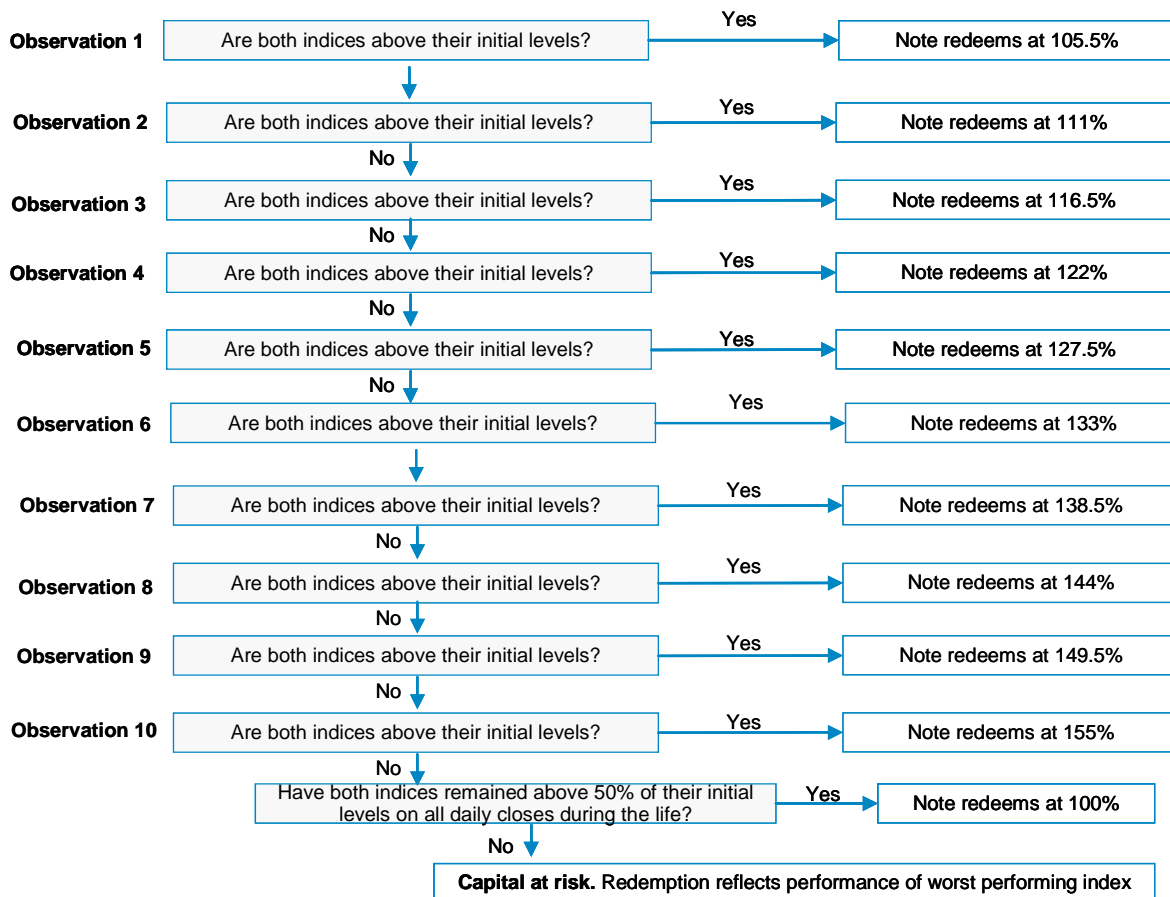 Yes
Observation 1
Are both indices above their initial levels?
Note redeems at 105.5%
Observation 2
Are both indices above their initial levels?
Yes
Note redeems at 111%
No
Observation 3
Are both indices above their initial levels?
Yes
Note redeems at 116.5%
No
Observation 4
Are both indices above their initial levels?
Yes
Note redeems at 122%
No
Observation 5
Are both indices above their initial levels?
Yes
Note redeems at 127.5%
No
Observation 6
Are both indices above their initial levels?
Yes
Note redeems at 133%
Observation 7
Are both indices above their initial levels?
Yes
Note redeems at 138.5%
No
Observation 8
Are both indices above their initial levels?
Yes
Note redeems at 144%
No
Observation 9
Are both indices above their initial levels?
Yes
Note redeems at 149.5%
No
Observation 10
Are both indices above their initial levels?
Yes
Note redeems at 155%
No
Have both indices remained above 50% of their initial
levels on all daily closes during the life?
Yes
Note redeems at 100%
No
Capital at risk. Redemption reflects performance of worst performing index